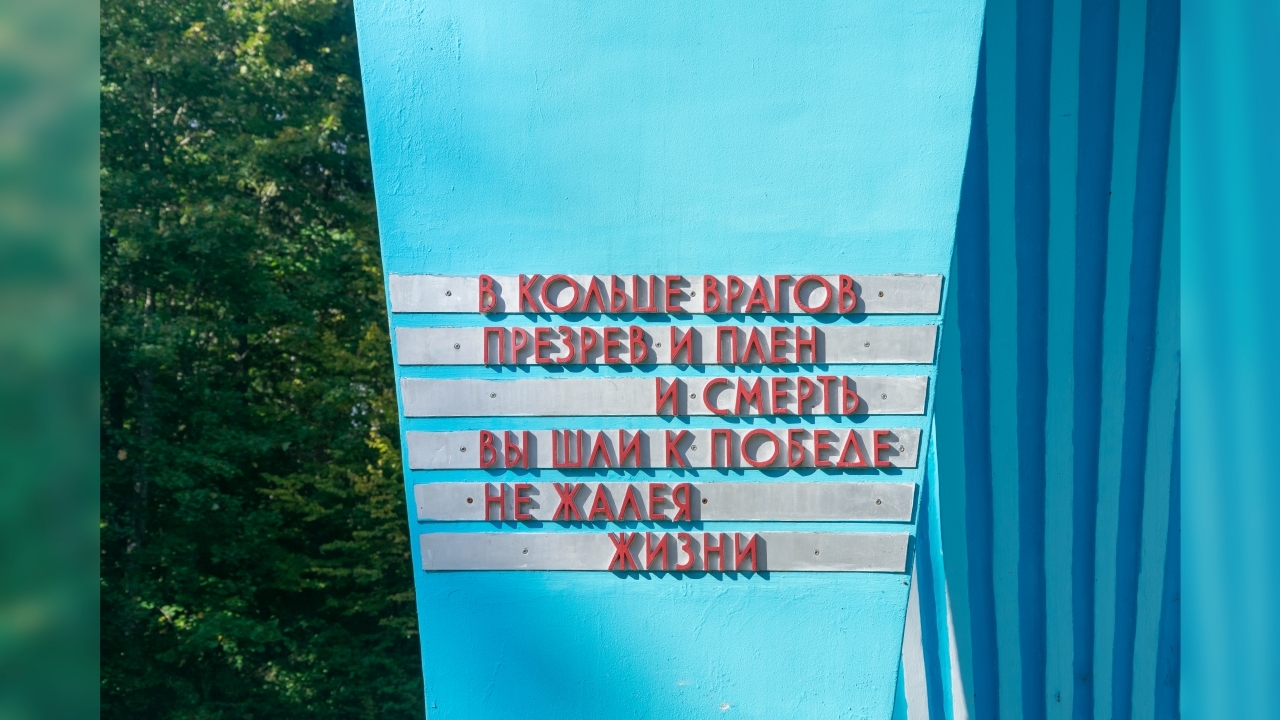 В КОЛЬЦЕ ВРАГОВ
ПРЕЗРЕВ И ПЛЕН
И СМЕРТЬ
ВЫ ШЛИ К ПОБЕДЕ
НЕ ЖАЛЕЯ
ЖИЗНИ